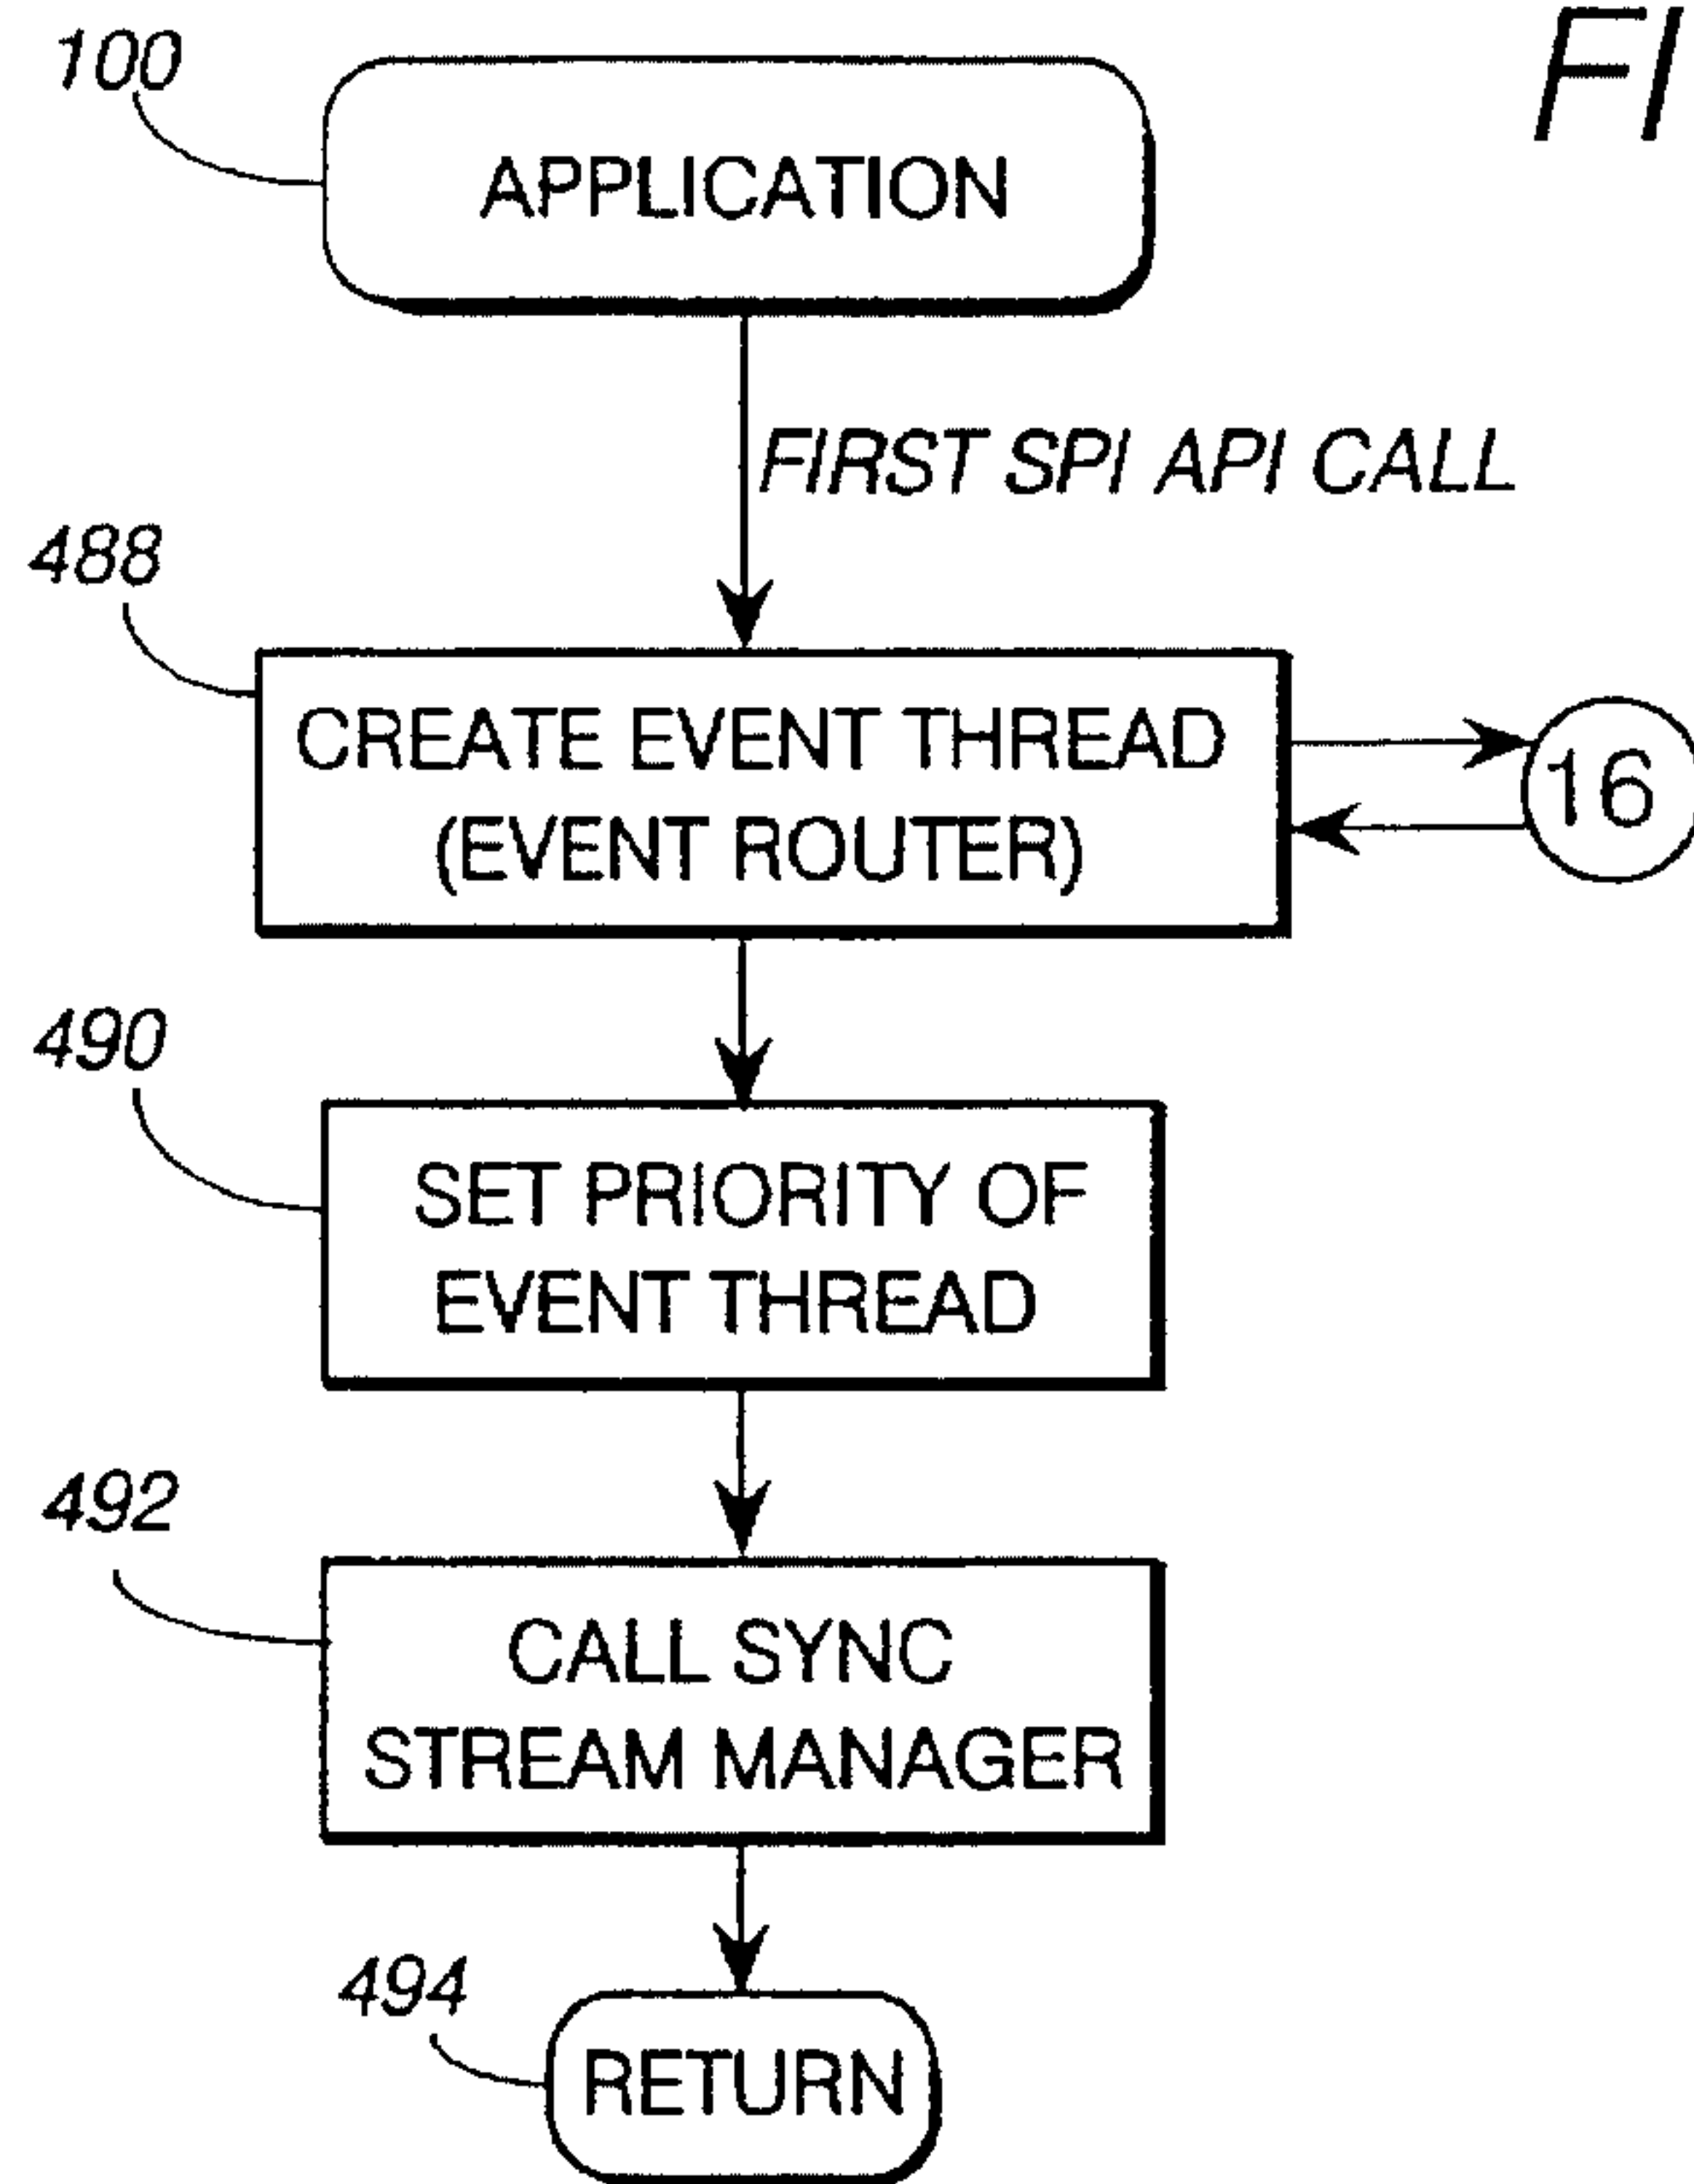 FI
100
APPLICATION
FIRST SPI API CALL
488
CREATE EVENT THREAD
(EVENT ROUTER)
16
490
SET PRIORITY OF
EVENT THREAD
492
CALL SYNC
STREAM MANAGER
494
RETURN